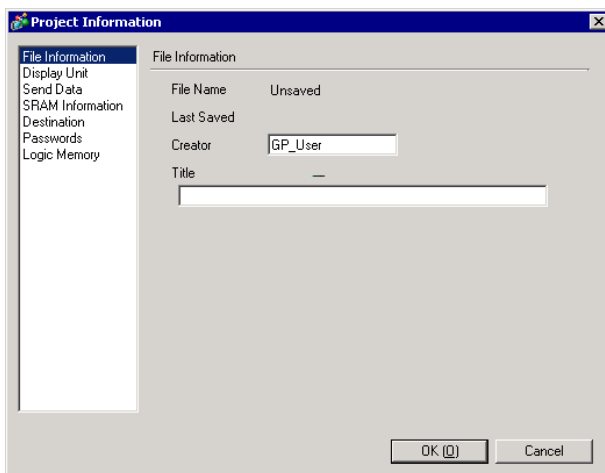 Project Information
File Information
Display Unit
Send Data
SRAM Information
Destination
Passwords
Logic Memory
File Information
File Name Unsaved
Last Saved
Creator GP_User
Title
OK (O) Cancel